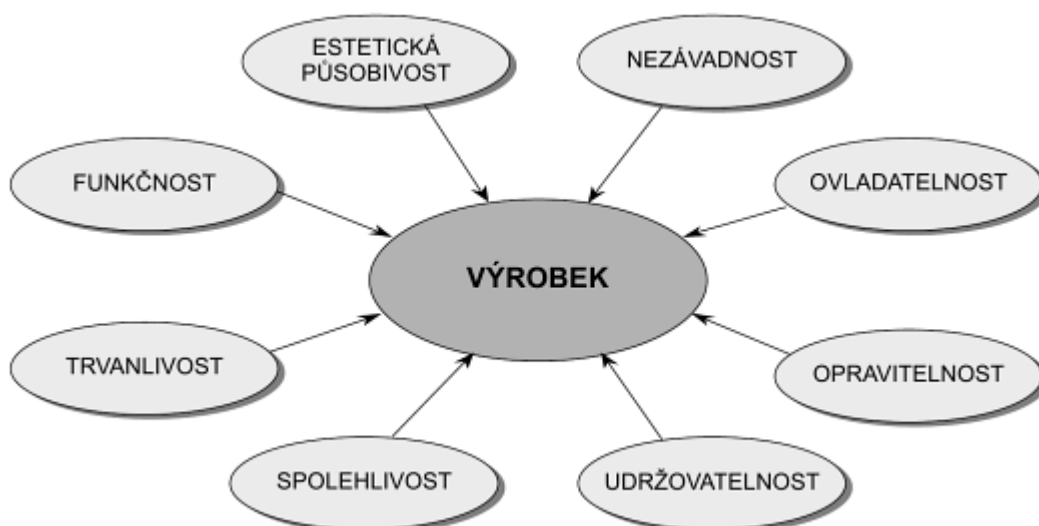 ESTETICKÁ
PŮSOBIVOST
NEZÁVADNOST
FUNKČNOST
OVLADATELNOST
VÝROBEK
TRVANLIVOST
OPRAVITELNOST
SPOLEHLIVOST
UDRŽOVATELNOST